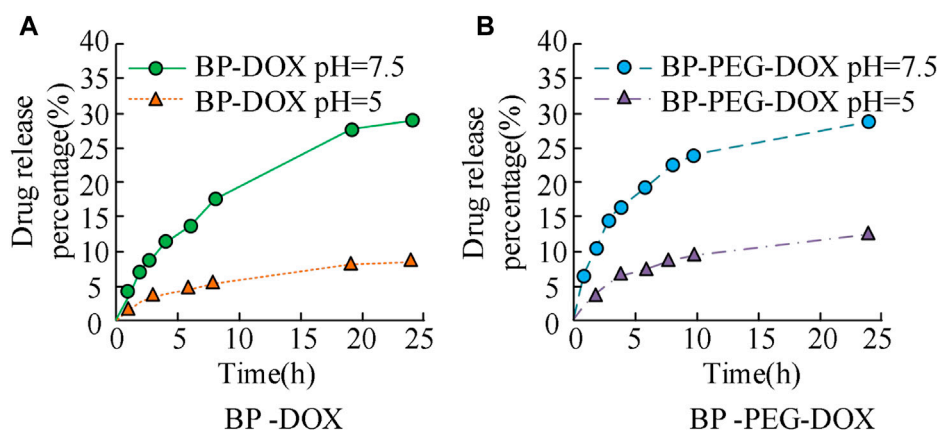 A
Drug release
percentage(%)
40
35
30
25
20
15
10
5
0
BP-DOX pH=7.5
BP-DOX pH=5
0 5 10 15 20 25
Time(h)
BP -DOX
B
Drug release
percentage(%)
40
35
30
25
20
15
10
5
0
BP-PEG-DOX pH=7.5
BP-PEG-DOX pH=5
0 5 10 15 20 25
Time(h)
BP -PEG-DOX